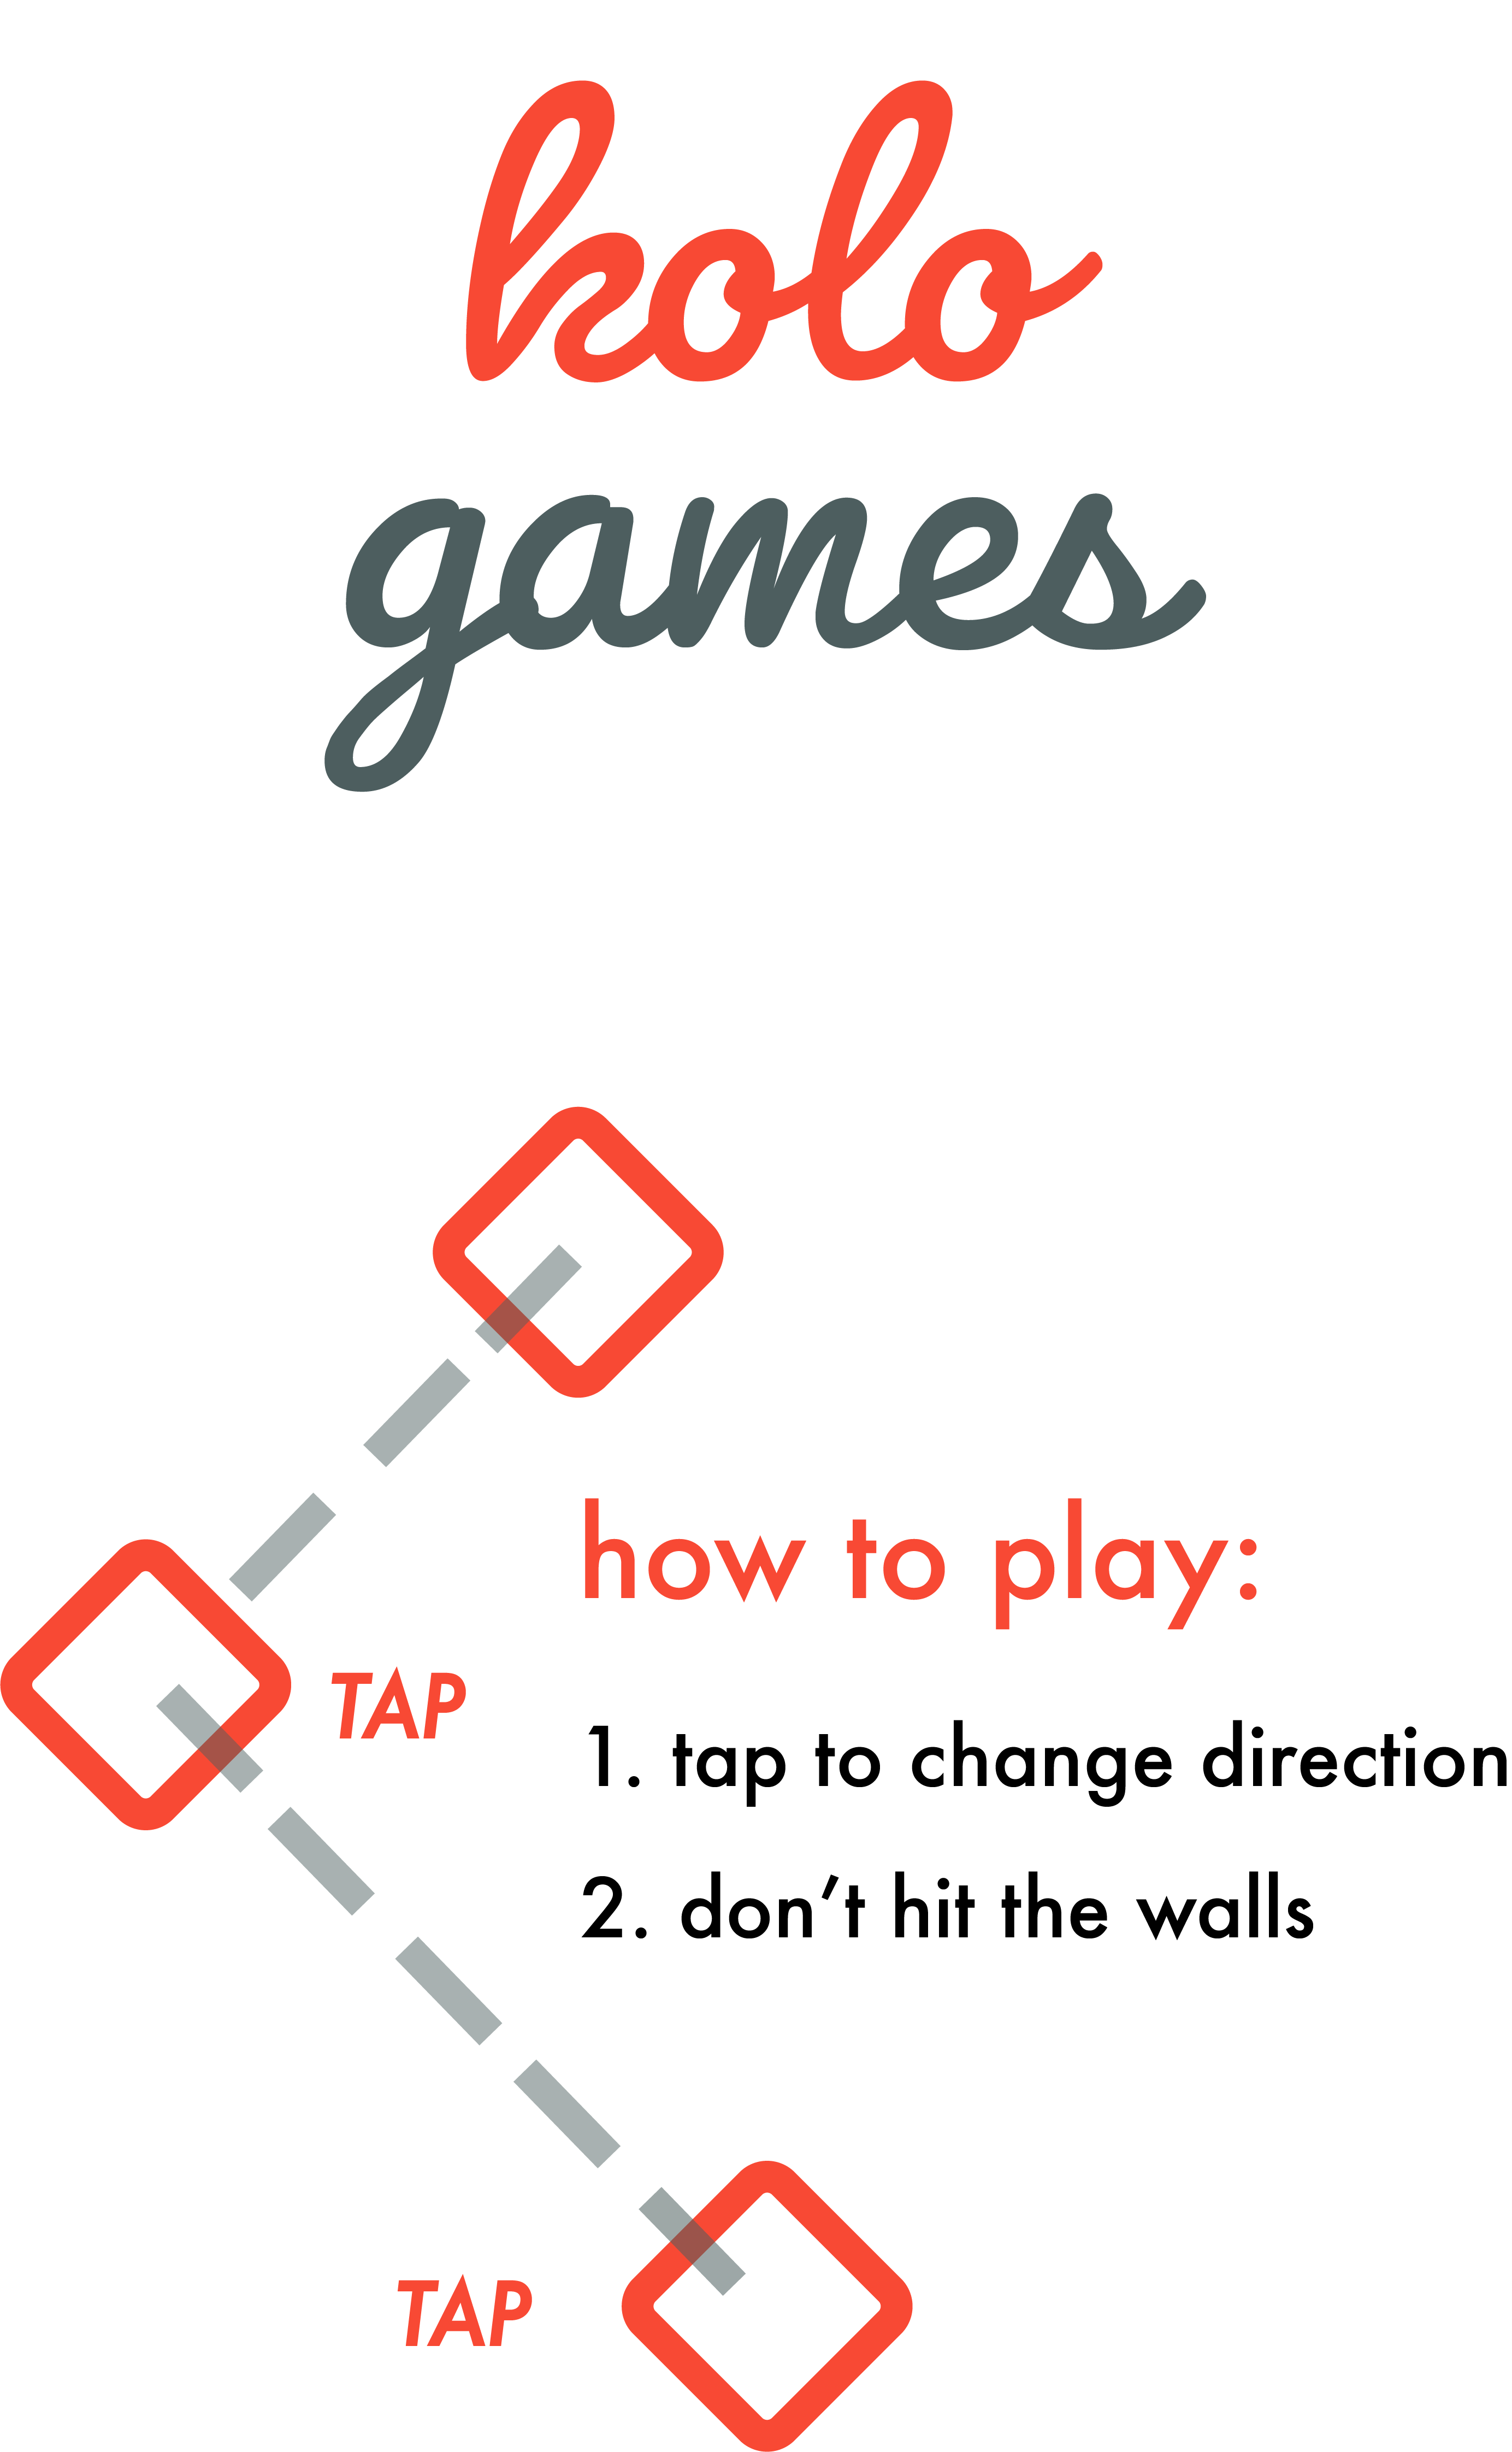 kolo
games
how to play:
TAP
1. tap to change direction
2. don't hit the walls
TAP